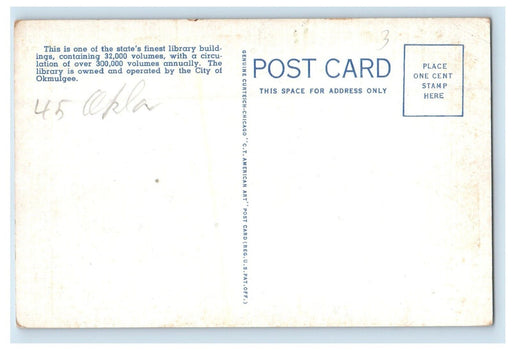 This is one of the state's finest library build-
ings, containing 32,000 volumes, with a circu-
lation of over 300,000 volumes annually. The
library is owned and operated by the City of
Okmulgee.
45 Okla
3
GENUINE CURTEICH-CHICAGO "C.T. AMERICAN ART" POST CARD (REG. U.S. PAT. OFF.)
POST CARD
THIS SPACE FOR ADDRESS ONLY
PLACE
ONE CENT
STAMP
HERE